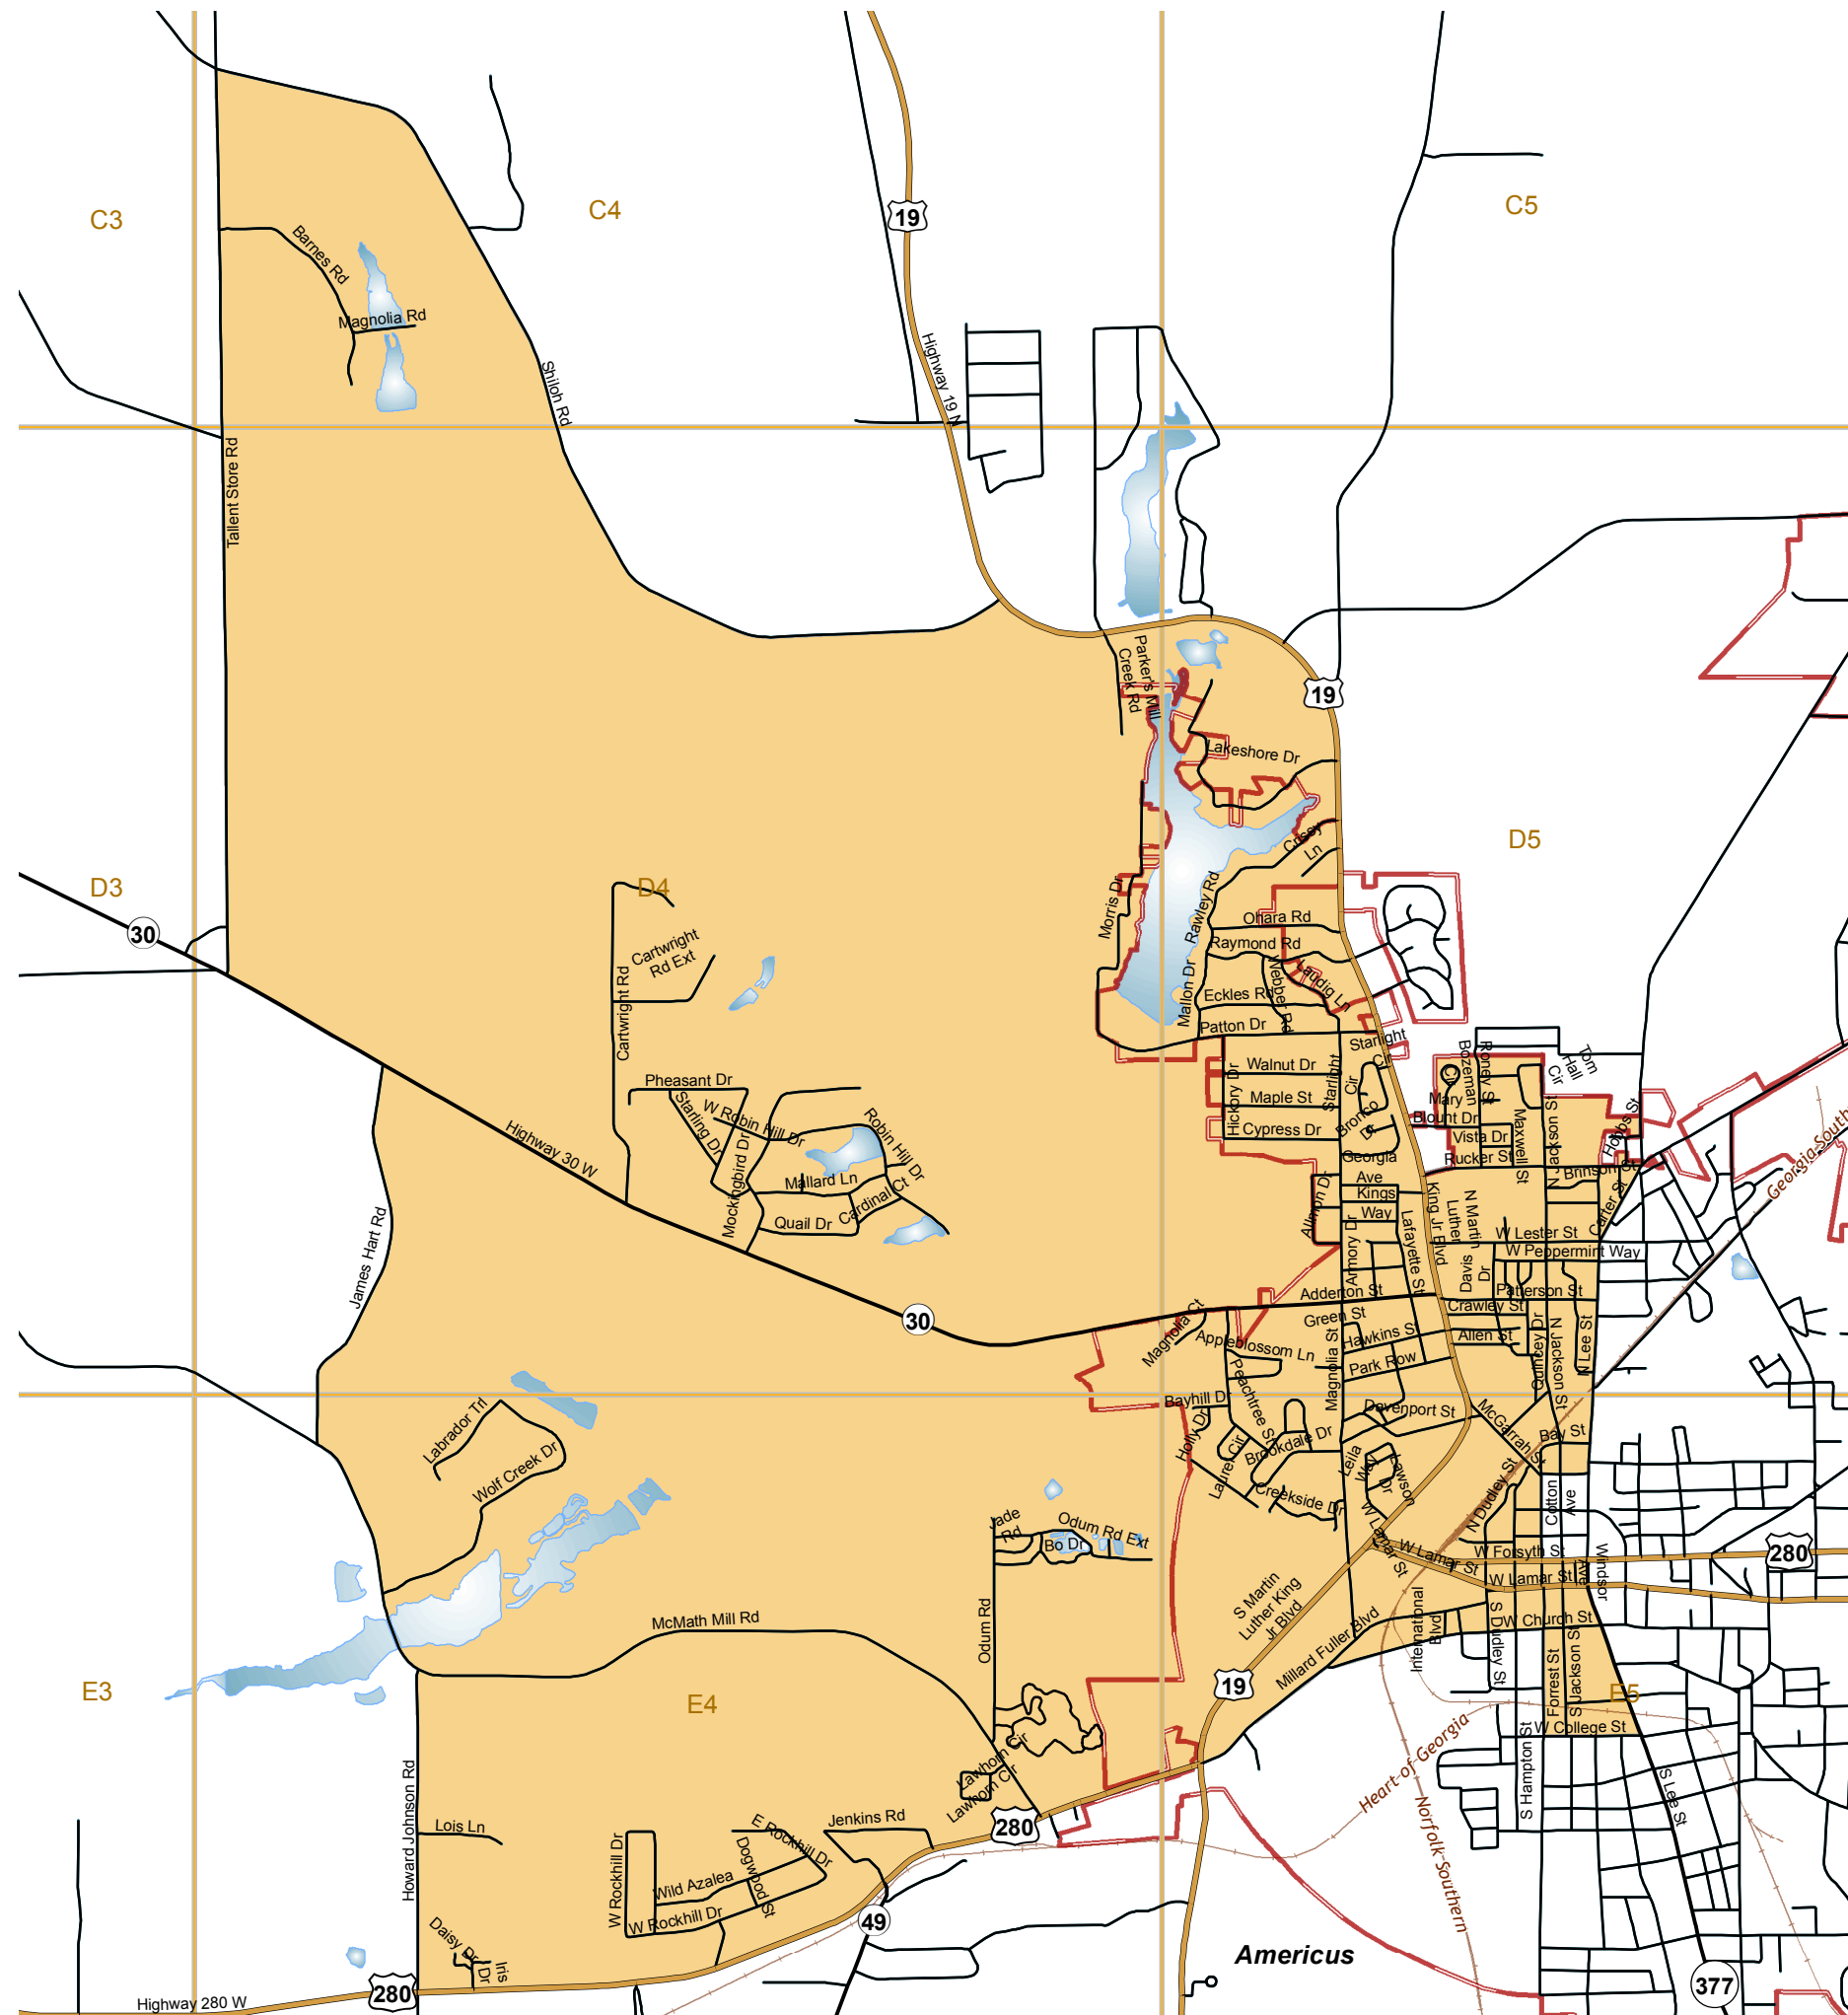 C3
C4
C5
19
Barnes Rd
Magnolia Rd
Highway 19 N
Shiloh Rd
Tallent Store Rd
Parker's Mill
Creek Rd
19
Lakeshore Dr
Crissy
Ln
D3
D4
D5
30
Morris Dr
Rawley Rd
Ohara Rd
Raymond Rd
Cartwright
Rd Ext
Cartwright Rd
Mallon Dr
Webber Rd
Laudig Ln
Eckles Rd
Patton Dr
Starlight
Cir
Walnut Dr
Hickory Dr
Starlight
Cir
Maple St
Bronco
Dr
Cypress Dr
Georgia
Ave
Bozeman
Cir
Roney St
Tom
Hall
Cir
Mary
Blount Dr
Vista Dr
Rucker St
Maxwell St
N Jackson St
Hobbs St
Brinson St
Carter St
Georgia-South
Pheasant Dr
Starling Dr
W Robin Hill Dr
Robin Hill Dr
Mockingbird Dr
Mallard Ln
Cardinal Ct
Quail Dr
Highway 30 W
James Hart Rd
Allmon Dr
Kings
Way
Armory Dr
Lafayette St
N Martin
Luther
King Jr Blvd
Davis
Dr
W Lester St
W Peppermint Way
Patterson St
Adderton St
Crawley St
30
Green St
Magnolia Ct
Appleblossom Ln
Magnolia St
Hawkins St
Allen St
Park Row
Quincey Dr
N Jackson St
N Lee St
Peachtree St
Bayhill Dr
Davenport St
McGarrah St
Bay St
Holly Dr
Laurel Cir
Brookdale Dr
Leila
Way
Lawson
Dr
Creekside Dr
Labrador Trl
Wolf Creek Dr
N Dudley St
Cotton
Ave
Jade
Rd
Bo Dr
Odum Rd Ext
W Lamar St
W Lamar St
W Forsyth St
W Lamar St
Windsor
Ave
280
Odum Rd
McMath Mill Rd
S Martin
Luther King
Jr Blvd
Millard Fuller Blvd
International
Blvd
S Dudley St
W Church St
Forrest St
S Jackson St
E3
E4
E5
19
W College St
Heart of Georgia
S Hampton St
S Lee St
Norfolk-Southern
Lawhorn Cir
Lawhorn Cir
280
Howard Johnson Rd
Lois Ln
Jenkins Rd
E Rockhill Dr
W Rockhill Dr
Wild Azalea
Dogwood St
W Rockhill Dr
49
Daisy Dr
Iris
Dr
Americus
280
377
Highway 280 W